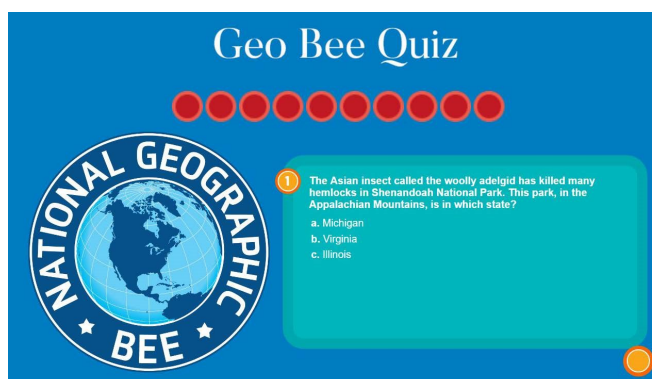 Geo Bee Quiz
NATIONAL GEOGRAPHIC
BEE
1
The Asian insect called the woolly adelgid has killed many
hemlocks in Shenandoah National Park. This park, in the
Appalachian Mountains, is in which state?
a. Michigan
b. Virginia
c. Illinois